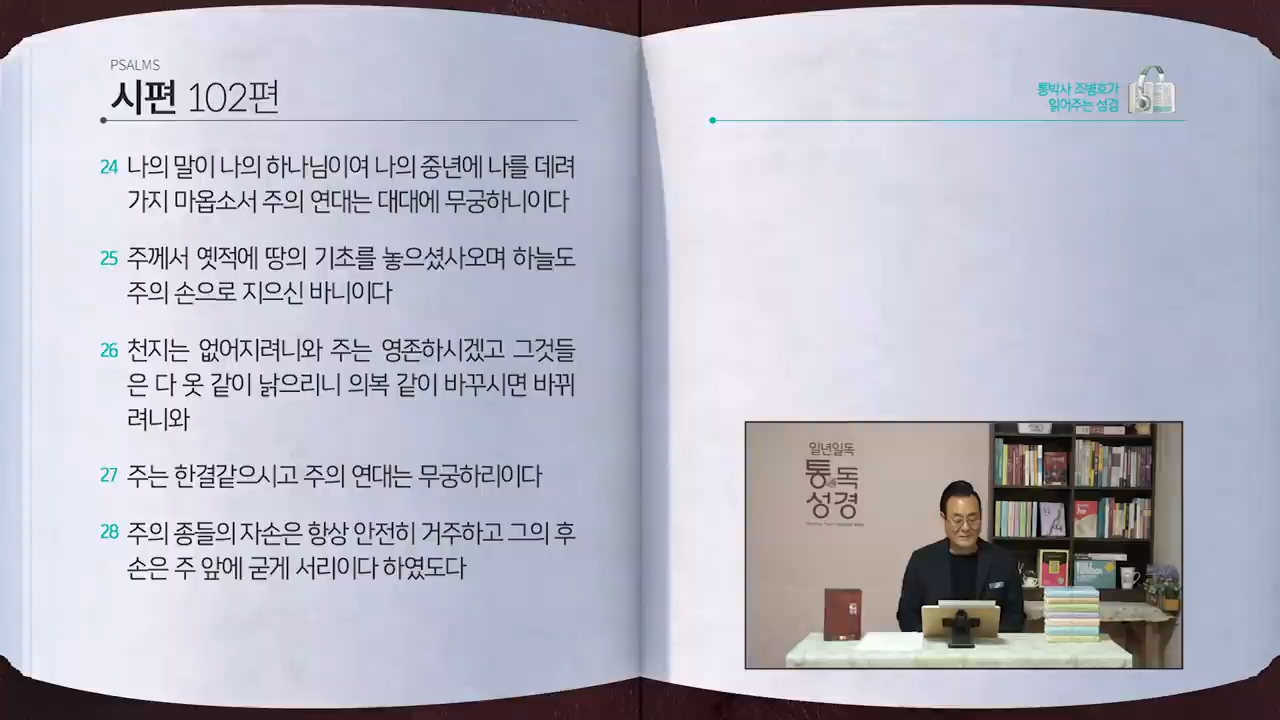 PSALMS
시편 102편
24 나의 말이 나의 하나님이여 나의 중년에 나를 데려
가지 마옵소서 주의 연대는 대대에 무궁하니이다
25 주께서 옛적에 땅의 기초를 놓으셨사오며 하늘도
주의 손으로 지으신 바니이다
26 천지는 없어지려니와 주는 영존하시겠고 그것들
은 다 옷 같이 낡으리니 의복 같이 바꾸시면 바뀌
려니와
27 주는 한결같으시고 주의 연대는 무궁하리이다
28 주의 종들의 자손은 항상 안전히 거주하고 그의 후
손은 주 앞에 굳게 서리이다 하였도다
통박사 조병호가
읽어주는 성경
일년일독
통독
성경